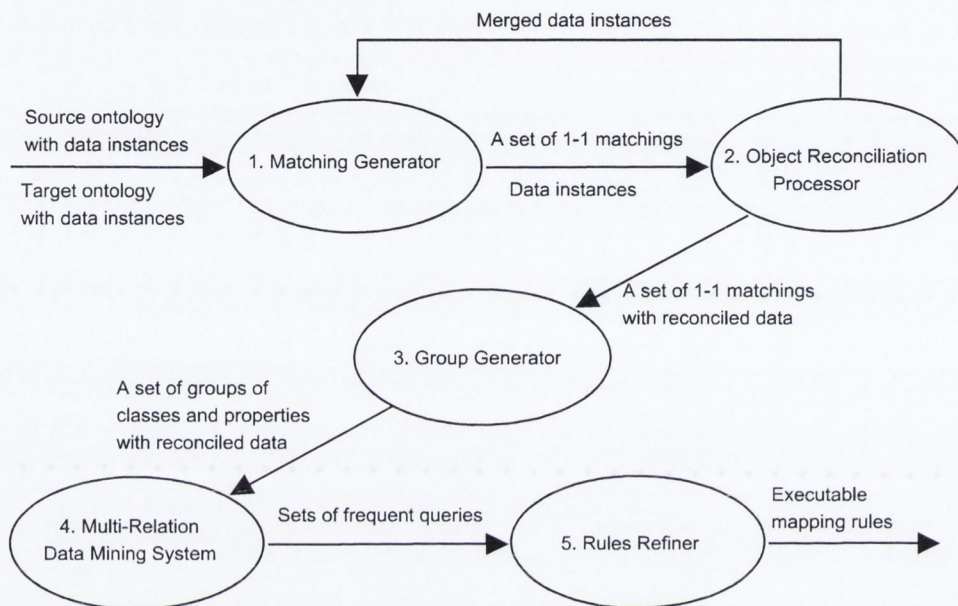 Merged data instances
Source ontology
with data instances
Target ontology
with data instances
1. Matching Generator
A set of 1-1 matchings
Data instances
2. Object Reconciliation
Processor
A set of 1-1 matchings
with reconciled data
3. Group Generator
A set of groups of
classes and properties
with reconciled data
4. Multi-Relation
Data Mining System
Sets of frequent queries
5. Rules Refiner
Executable
mapping rules